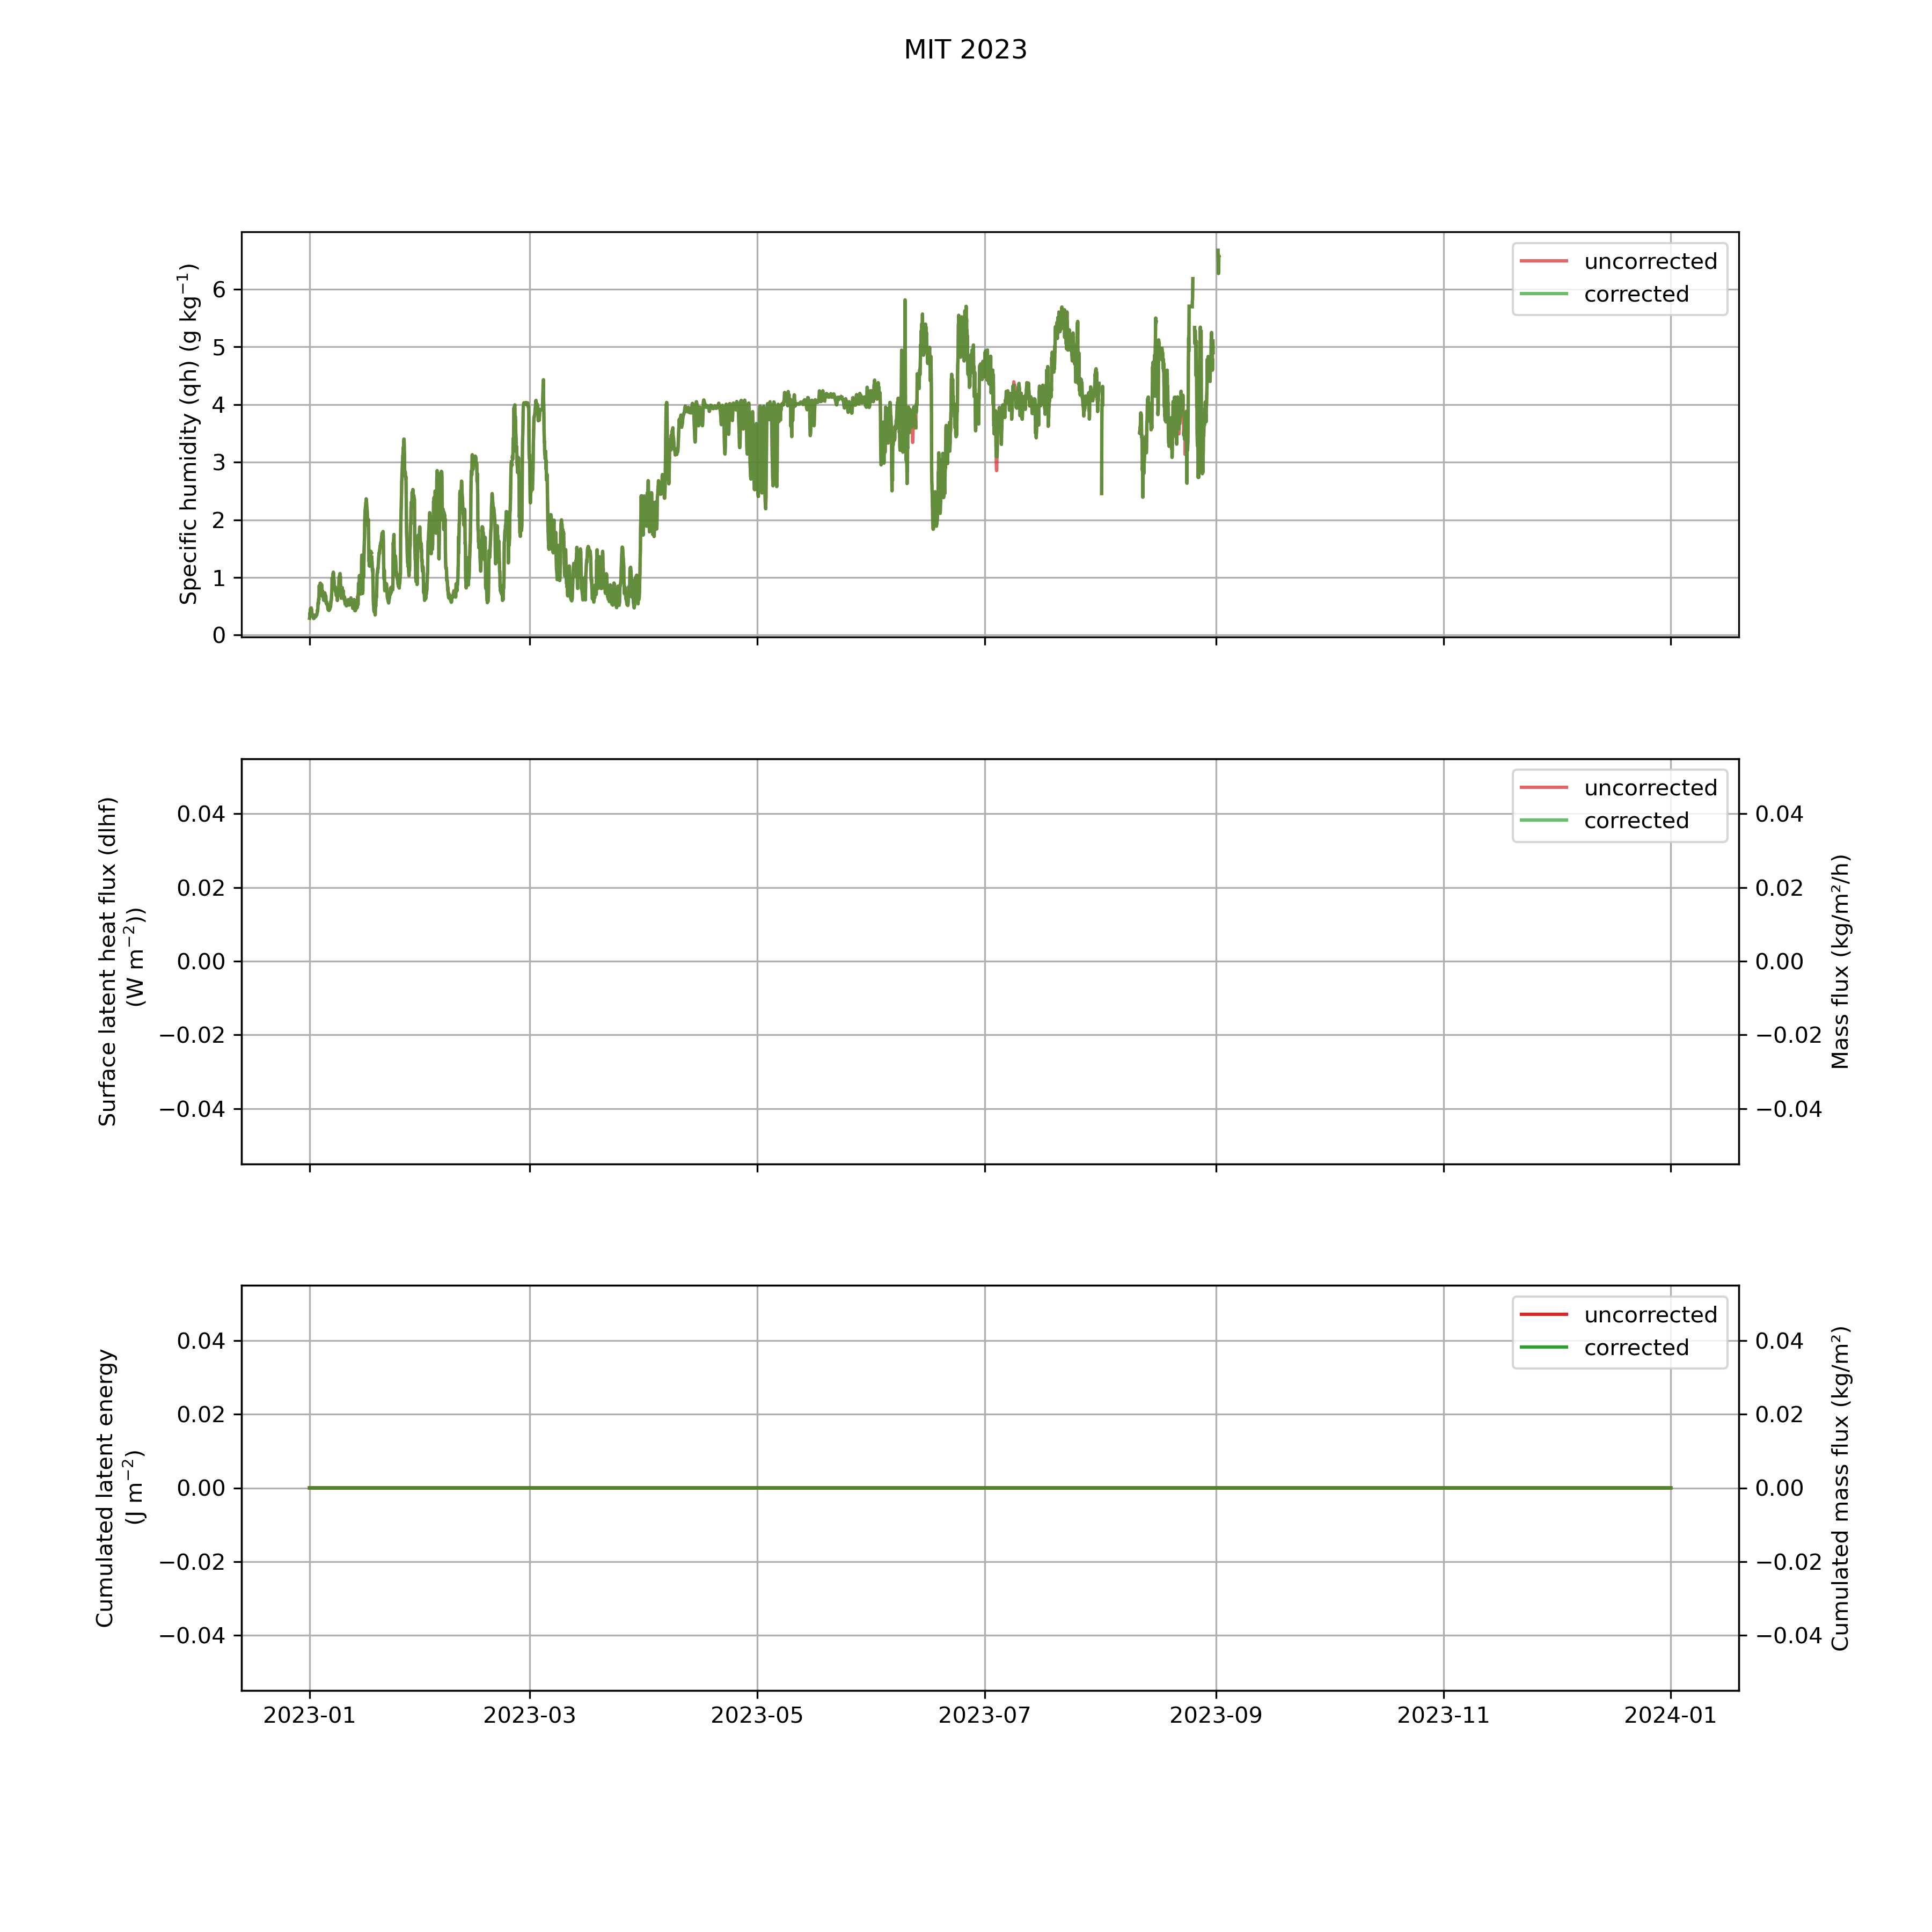 MIT 2023
Specific humidity (qh) (g kg⁻¹)
6
5
4
3
2
1
0
uncorrected
corrected
Surface latent heat flux (dlhf)
(W m⁻²))
0.04
0.02
0.00
−0.02
−0.04
uncorrected
corrected
0.04
0.02
0.00
−0.02
−0.04
Mass flux (kg/m²/h)
Cumulated latent energy
(J m⁻²)
0.04
0.02
0.00
−0.02
−0.04
uncorrected
corrected
0.04
0.02
0.00
−0.02
−0.04
Cumulated mass flux (kg/m²)
2023-01 2023-03 2023-05 2023-07 2023-09 2023-11 2024-01